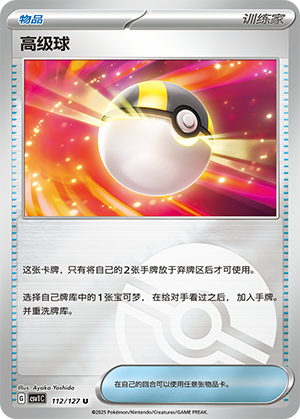 物品
训练家
高级球
这张卡牌，只有将自己的2张手牌放于弃牌区后才可使用。
选择自己牌库中的1张宝可梦，在给对手看过之后，加入手牌。
并重洗牌库。
Illus. Ayaka Yoshida
G CSV1C 112/127 U
在自己的回合可以使用任意张物品卡。
©2025 Pokémon/Nintendo/Creatures/GAME FREAK.